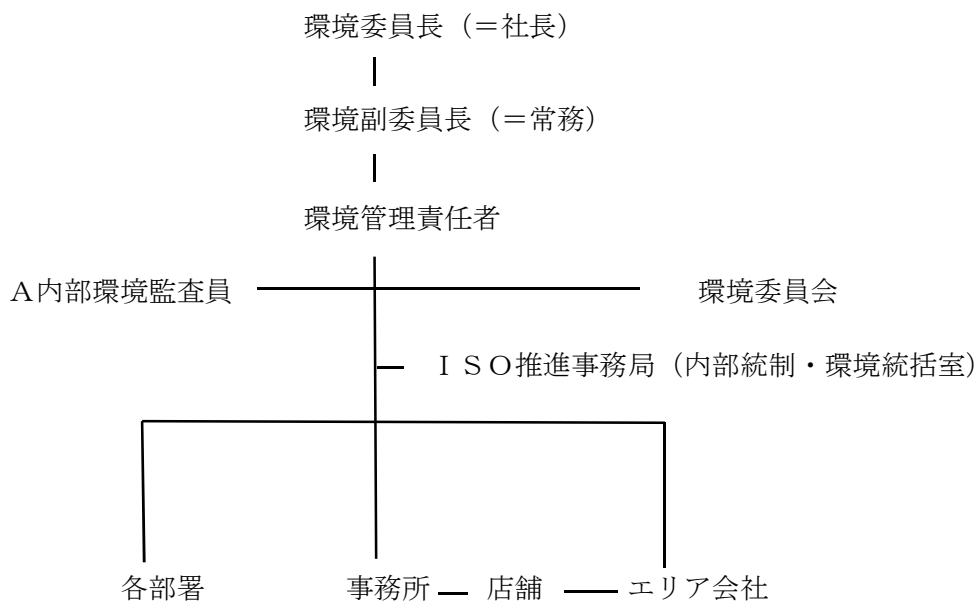 環境委員長（＝社長）
環境副委員長（＝常務）
環境管理責任者
Ａ内部環境監査員 環境委員会
ＩＳＯ推進事務局（内部統制・環境統括室）
各部署 事務所 店舗 エリア会社